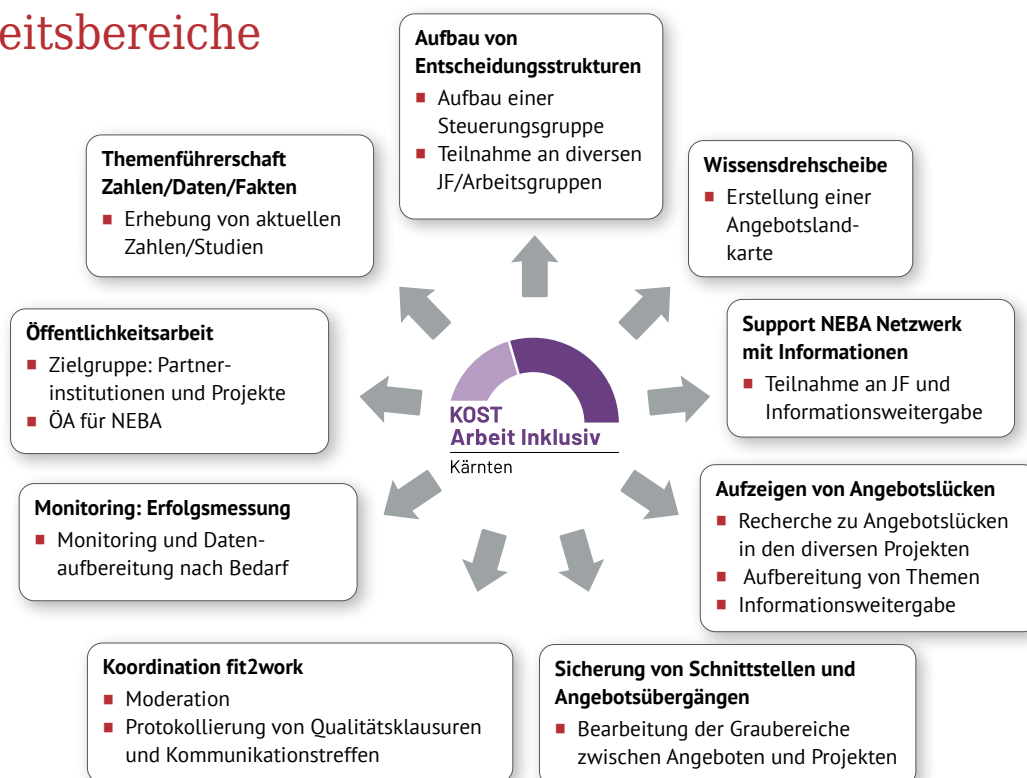 eitsbereiche
Aufbau von
Entscheidungsstrukturen
■ Aufbau einer
Steuerungsgruppe
■ Teilnahme an diversen
JF/Arbeitsgruppen
Themenführerschaft
Zahlen/Daten/Fakten
■ Erhebung von aktuellen
Zahlen/Studien
Wissensdrehscheibe
■ Erstellung einer
Angebotsland-
karte
Öffentlichkeitsarbeit
■ Zielgruppe: Partner-
institutionen und Projekte
■ ÖA für NEBA
Support NEBA Netzwerk
mit Informationen
■ Teilnahme an JF und
Informationsweitergabe
KOST
Arbeit Inklusiv
Kärnten
Monitoring: Erfolgsmessung
■ Monitoring und Daten-
aufbereitung nach Bedarf
Aufzeigen von Angebotslücken
■ Recherche zu Angebotslücken
in den diversen Projekten
■ Aufbereitung von Themen
■ Informationsweitergabe
Koordination fit2work
■ Moderation
■ Protokollierung von Qualitätsklausuren
und Kommunikationstreffen
Sicherung von Schnittstellen und
Angebotsübergängen
■ Bearbeitung der Graubereiche
zwischen Angeboten und Projekten